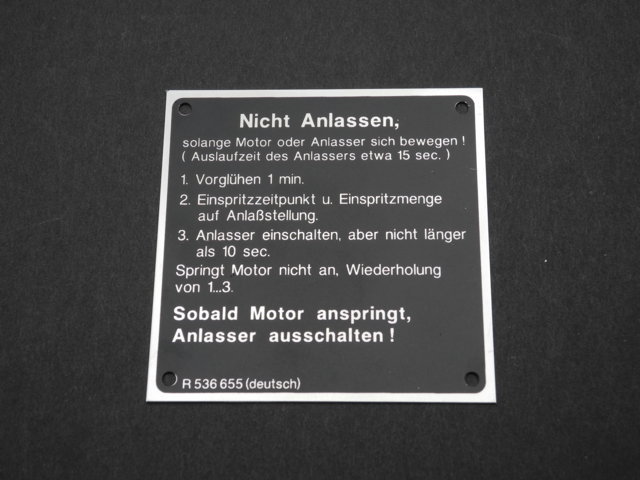 Nicht Anlassen,
solange Motor oder Anlasser sich bewegen !
( Auslaufzeit des Anlassers etwa 15 sec. )
1. Vorglühen 1 min.
2. Einspritzzeitpunkt u. Einspritzmenge
auf Anlaßstellung.
3. Anlasser einschalten, aber nicht länger
als 10 sec.
Springt Motor nicht an, Wiederholung
von 1...3.
Sobald Motor anspringt,
Anlasser ausschalten !
R 536 655 (deutsch)